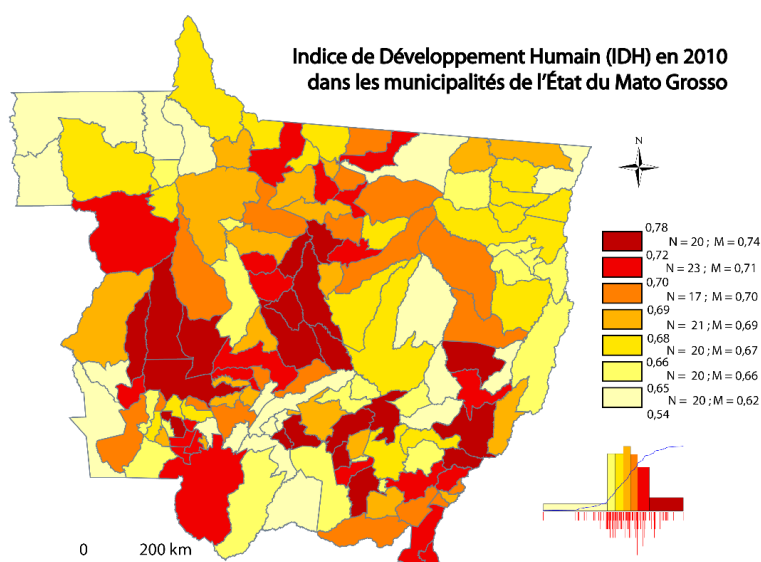 Indice de Développement Humain (IDH) en 2010
dans les municipalités de l'État du Mato Grosso
N
0,78
N = 20 ; M = 0,74
0,72
N = 23 ; M = 0,71
0,70
N = 17 ; M = 0,70
0,69
N = 21 ; M = 0,69
0,68
N = 20 ; M = 0,67
0,66
N = 20 ; M = 0,66
0,65
N = 20 ; M = 0,62
0,54
0 200 km